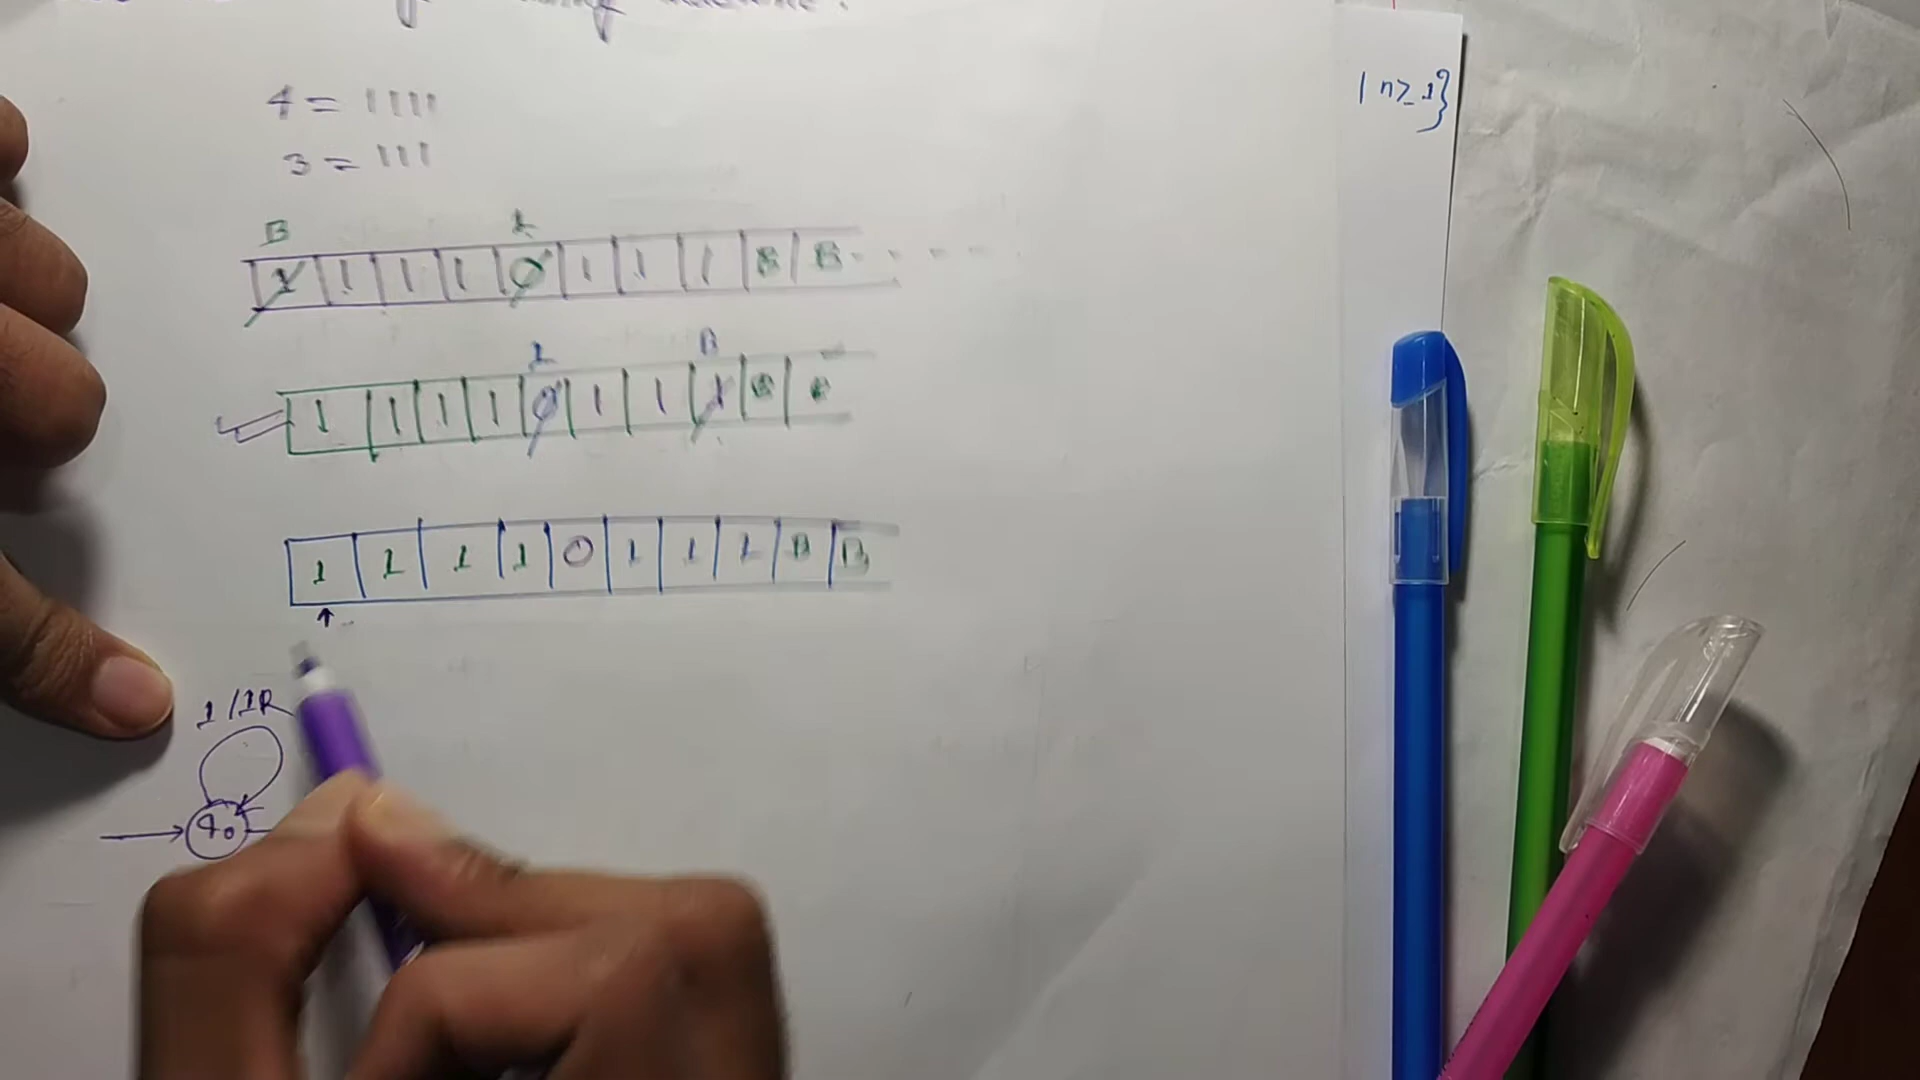 4 = 1111
3 = 111
| n≥1}
B 1
1 1 1 1 0 1 1 1 B B - - - -
1 B
1 1 1 1 0 1 1 1 B B
1 1 1 1 0 1 1 1 B B
1/1R
q0